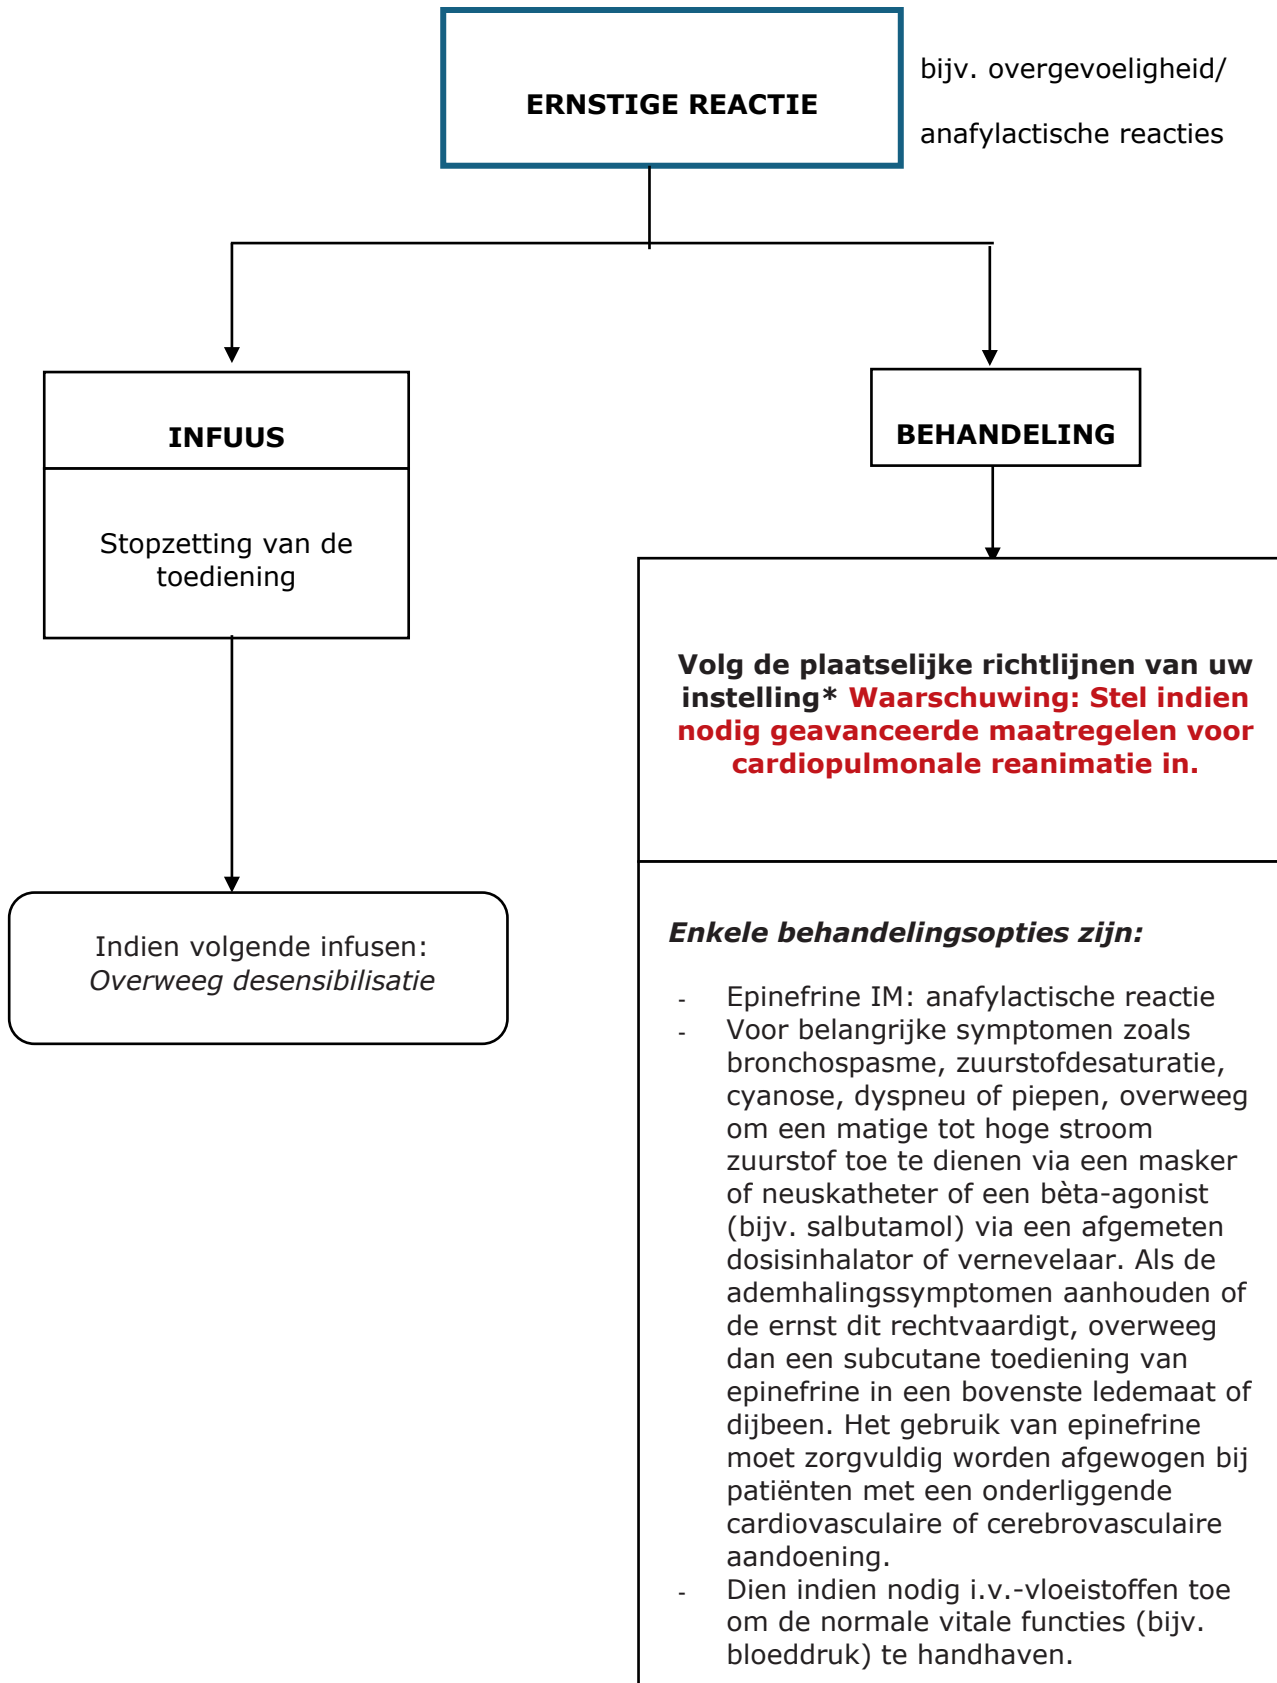 ERNSTIGE REACTIE
bijv. overgevoeligheid/
anafylactische reacties
INFUUS
Stopzetting van de
toediening
Indien volgende infusen:
Overweeg desensibilisatie
BEHANDELING
Volg de plaatselijke richtlijnen van uw
instelling* Waarschuwing: Stel indien
nodig geavanceerde maatregelen voor
cardiopulmonale reanimatie in.
Enkele behandelingsopties zijn:
- Epinefrine IM: anafylactische reactie
- Voor belangrijke symptomen zoals
bronchospasme, zuurstofdesaturatie,
cyanose, dyspneu of piepen, overweeg
om een matige tot hoge stroom
zuurstof toe te dienen via een masker
of neuskatheter of een bèta-agonist
(bijv. salbutamol) via een afgemeten
dosisinhalator of vernevelaar. Als de
ademhalingssymptomen aanhouden of
de ernst dit rechtvaardigt, overweeg
dan een subcutane toediening van
epinefrine in een bovenste ledemaat of
dijbeen. Het gebruik van epinefrine
moet zorgvuldig worden afgewogen bij
patiënten met een onderliggende
cardiovasculaire of cerebrovasculaire
aandoening.
- Dien indien nodig i.v.-vloeistoffen toe
om de normale vitale functies (bijv.
bloeddruk) te handhaven.